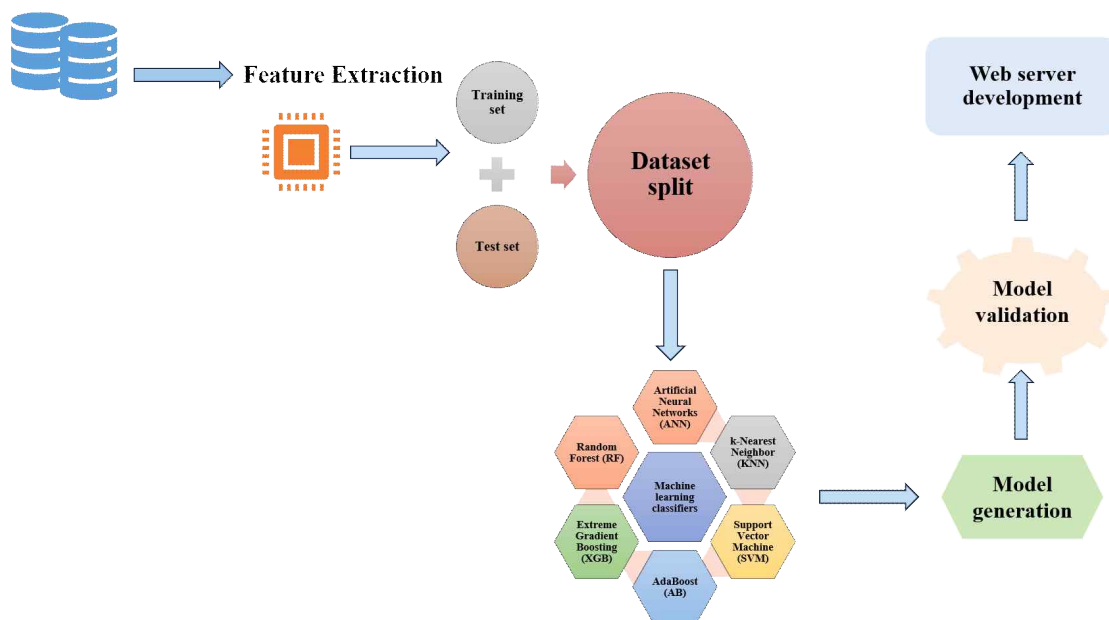 Feature Extraction
Training
set
Test set
Dataset
split
Artificial
Neural
Networks
(ANN)
k-Nearest
Neighbor
(KNN)
Random
Forest (RF)
Machine
learning
classifiers
Extreme
Gradient
Boosting
(XGB)
Support
Vector
Machine
(SVM)
AdaBoost
(AB)
Model
generation
Model
validation
Web server
development